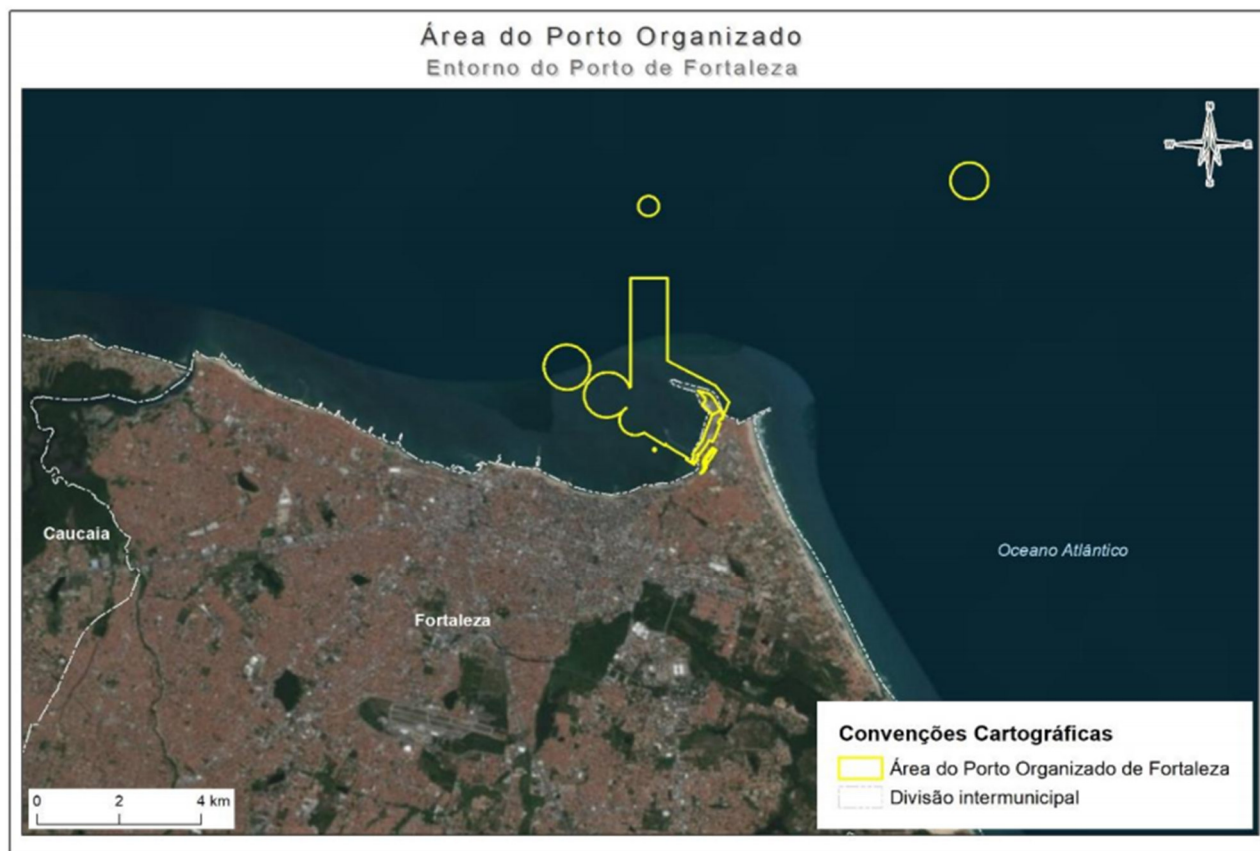 Área do Porto Organizado
Entorno do Porto de Fortaleza
N
W E
S
Caucaia
Oceano Atlântico
Fortaleza
Convenções Cartográficas
Área do Porto Organizado de Fortaleza
Divisão intermunicipal
0 2 4 km